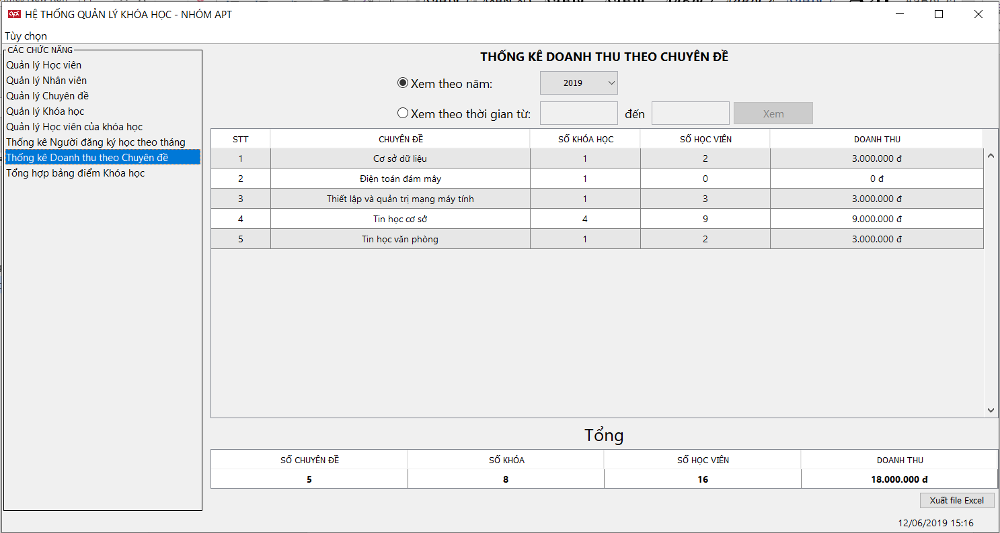 apt HỆ THỐNG QUẢN LÝ KHÓA HỌC - NHÓM APT
Tùy chọn
CÁC CHỨC NĂNG
Quản lý Học viên
Quản lý Nhân viên
Quản lý Chuyên đề
Quản lý Khóa học
Quản lý Học viên của khóa học
Thống kê Người đăng ký học theo tháng
Thống kê Doanh thu theo Chuyên đề
Tổng hợp bảng điểm Khóa học
THỐNG KÊ DOANH THU THEO CHUYÊN ĐỀ
Xem theo năm: 2019
Xem theo thời gian từ: đến Xem
STT CHUYÊN ĐỀ SỐ KHÓA HỌC SỐ HỌC VIÊN DOANH THU
1 Cơ sở dữ liệu 1 2 3.000.000 đ
2 Điện toán đám mây 1 0 0 đ
3 Thiết lập và quản trị mạng máy tính 1 3 3.000.000 đ
4 Tin học cơ sở 4 9 9.000.000 đ
5 Tin học văn phòng 1 2 3.000.000 đ
Tổng
SỐ CHUYÊN ĐỀ SỐ KHÓA SỐ HỌC VIÊN DOANH THU
5 8 16 18.000.000 đ
Xuất file Excel
12/06/2019 15:16